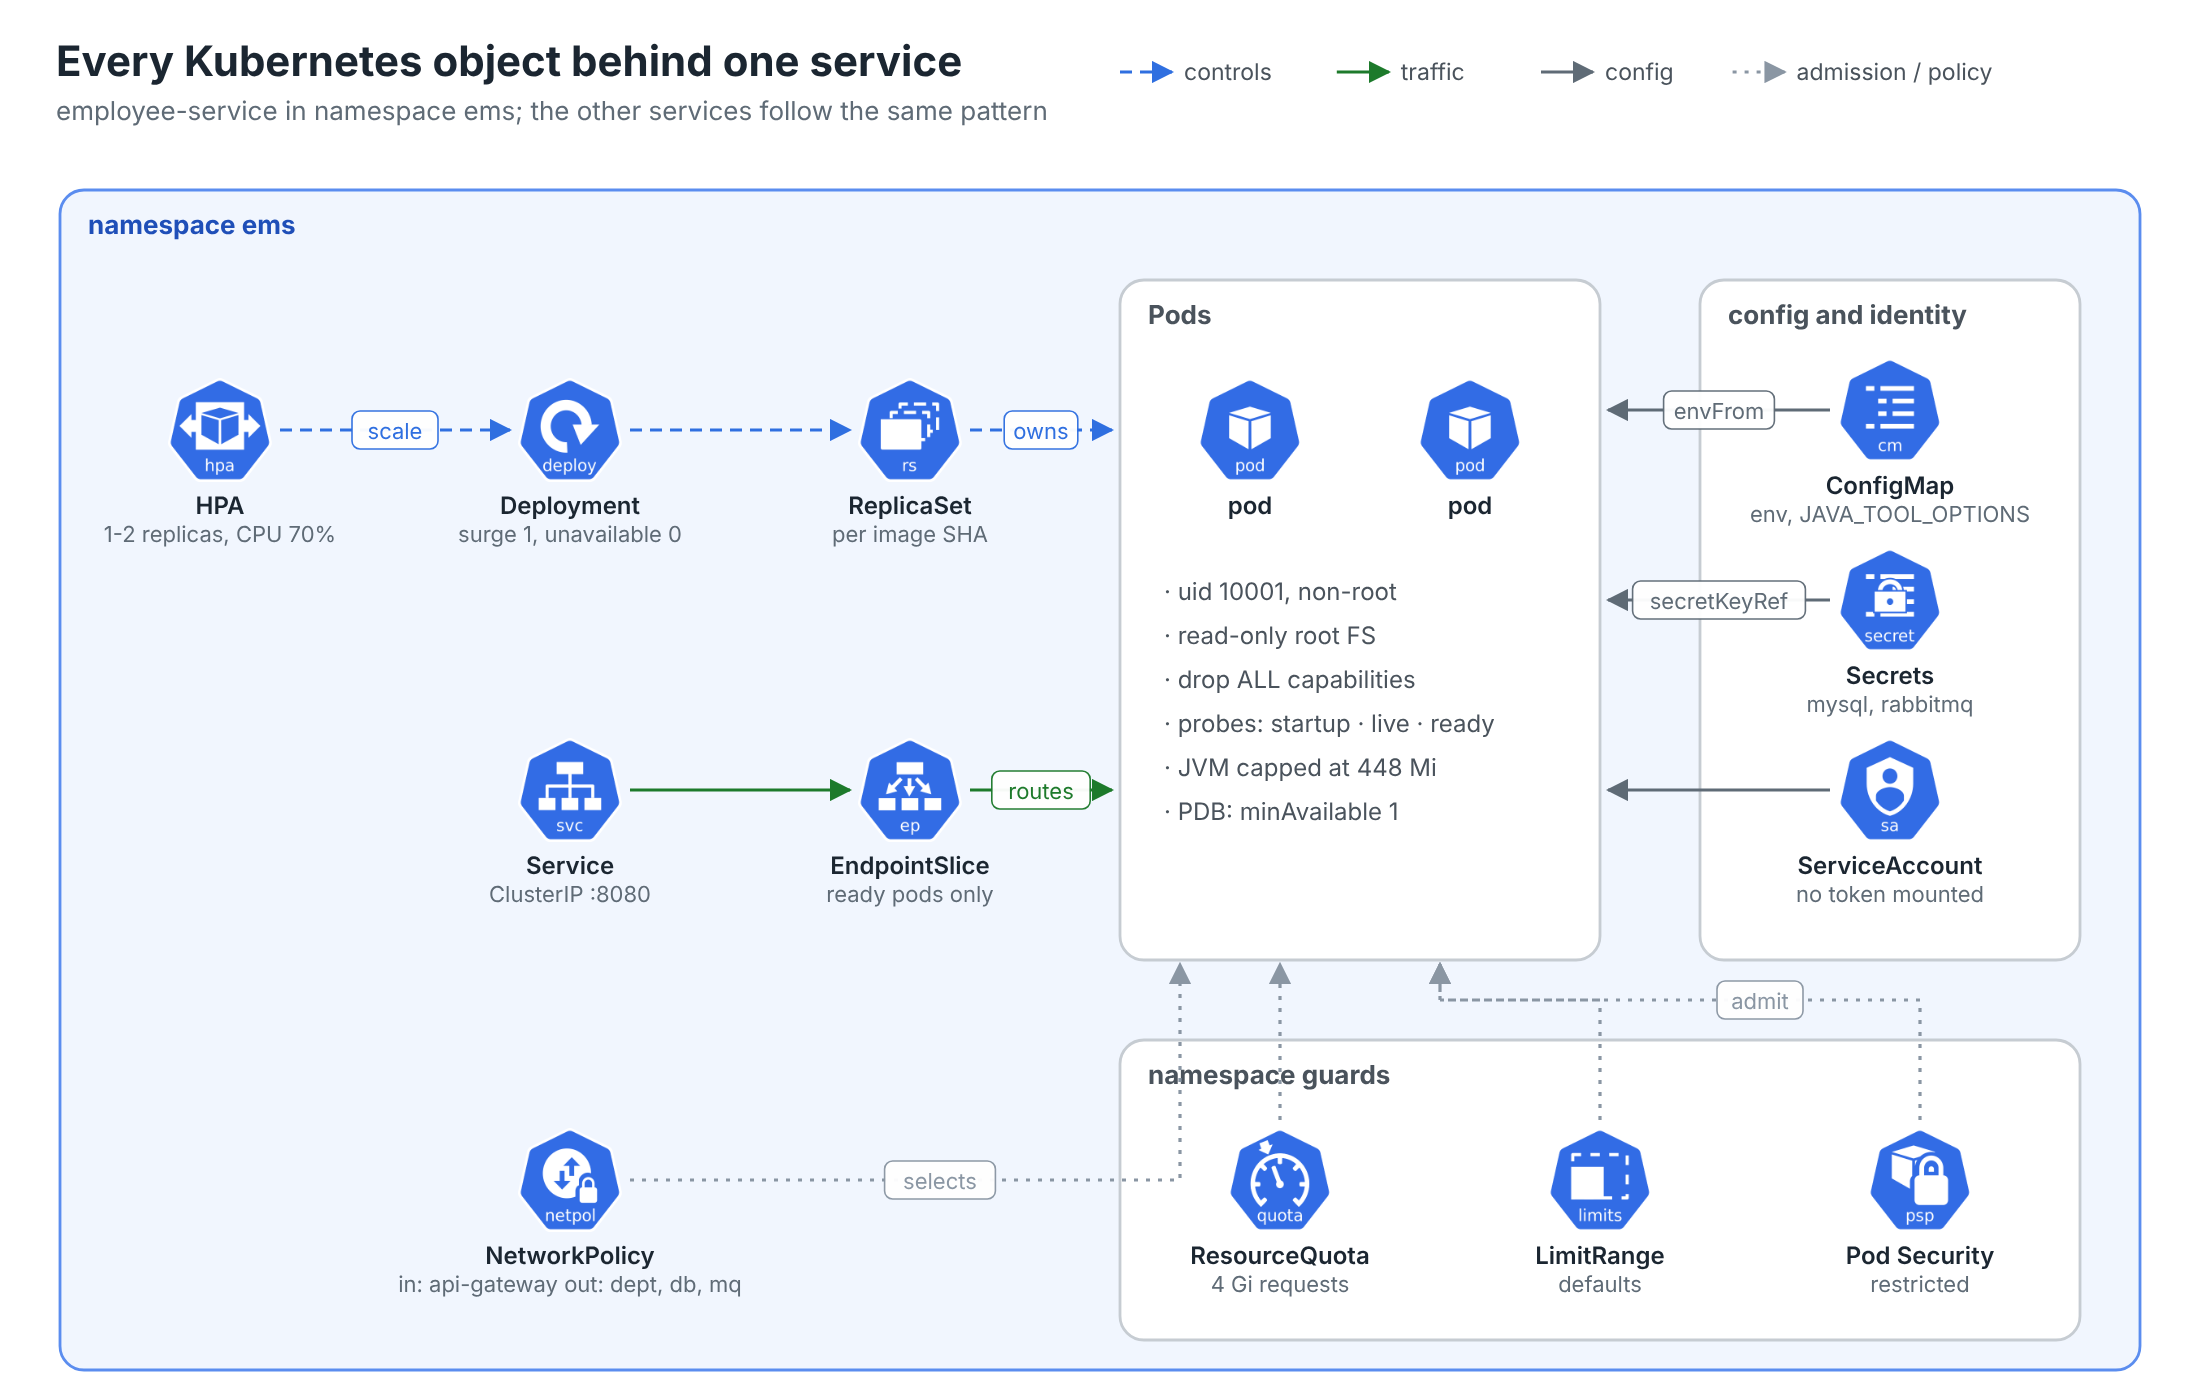 Every Kubernetes object behind one service
employee-service in namespace ems; the other services follow the same pattern
controls
traffic
config
admission / policy
namespace ems
Pods
config and identity
hpa
HPA
1-2 replicas, CPU 70%
scale
deploy
Deployment
surge 1, unavailable 0
rs
ReplicaSet
per image SHA
owns
pod
pod
pod
pod
· uid 10001, non-root
· read-only root FS
· drop ALL capabilities
· probes: startup · live · ready
· JVM capped at 448 Mi
· PDB: minAvailable 1
envFrom
cm
ConfigMap
env, JAVA_TOOL_OPTIONS
secretKeyRef
secret
Secrets
mysql, rabbitmq
sa
ServiceAccount
no token mounted
svc
Service
ClusterIP :8080
ep
EndpointSlice
ready pods only
routes
admit
namespace guards
netpol
NetworkPolicy
in: api-gateway out: dept, db, mq
selects
quota
ResourceQuota
4 Gi requests
limits
LimitRange
defaults
psp
Pod Security
restricted